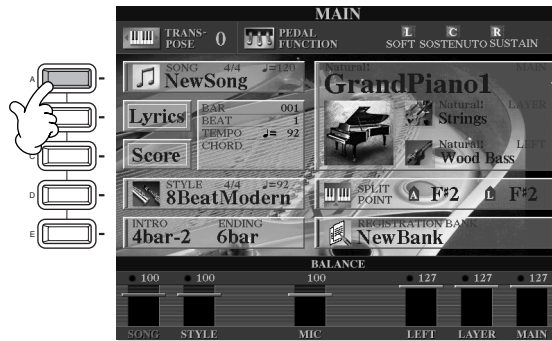 MAIN
TRANS-
POSE 0
PEDAL
FUNCTION
L C R
SOFT SOSTENUTO SUSTAIN
SONG 4/4 ♩=120
NewSong
Natural! MAIN
GrandPiano1
Lyrics
BAR 001
BEAT 1
TEMPO ♩= 92
CHORD
Score
Natural! LAYER
Strings
Natural! LEFT
Wood Bass
STYLE 4/4 ♩=92
8BeatModern
SPLIT
POINT A F♯2 L F♯2
INTRO ENDING
4bar-2 6bar
REGISTRATION BANK
NewBank
BALANCE
100 100 100 127 127 127
SONG STYLE MIC LEFT LAYER MAIN
A
C
D
E